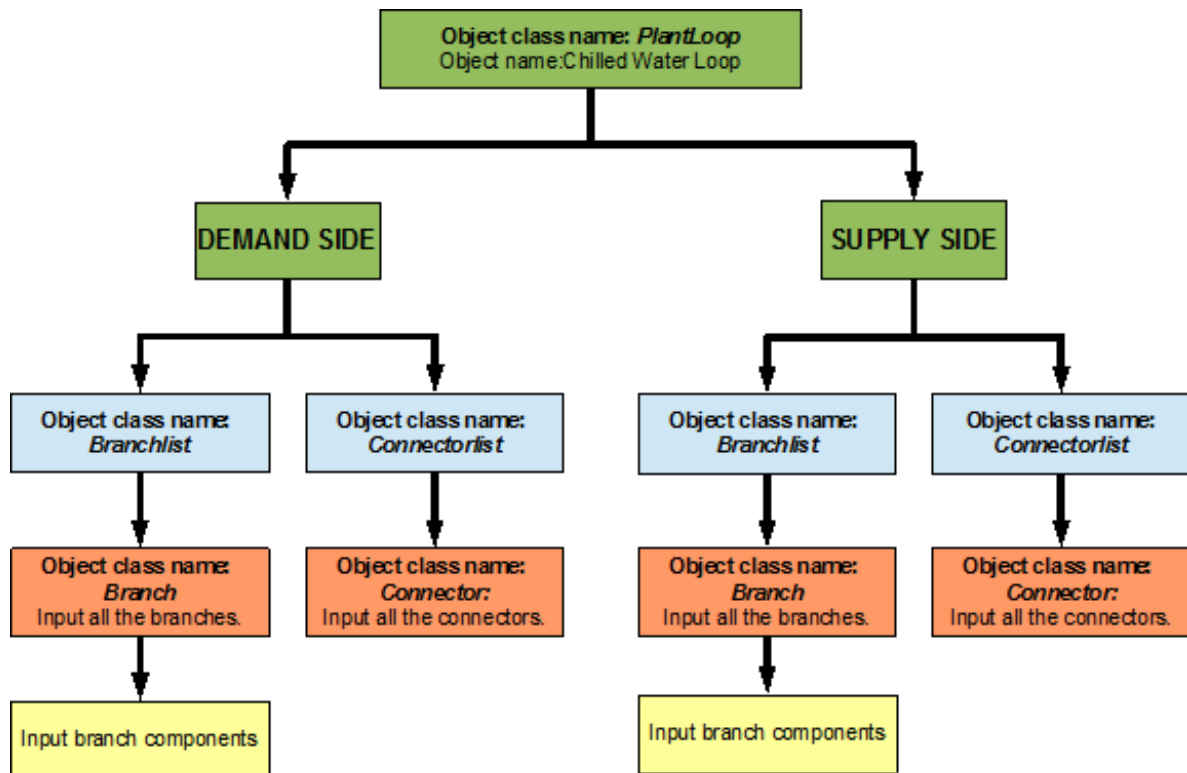 Object class name: PlantLoop
Object name:Chilled Water Loop
DEMAND SIDE
SUPPLY SIDE
Object class name:
Branchlist
Object class name:
Connectorlist
Object class name:
Branchlist
Object class name:
Connectorlist
Object class name:
Branch
Input all the branches.
Object class name:
Connector:
Input all the connectors.
Object class name:
Branch
Input all the branches.
Object class name:
Connector:
Input all the connectors.
Input branch components
Input branch components